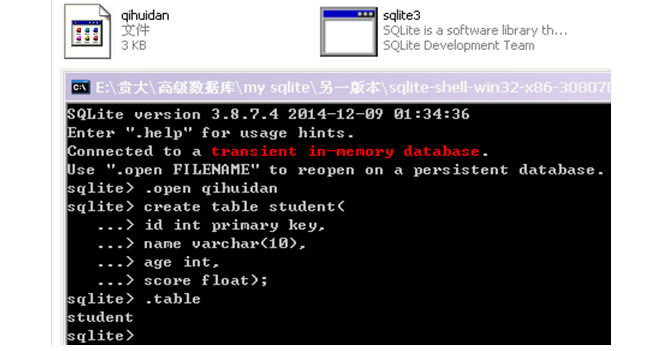 qihuidan
文件
3 KB
sqlite3
SQLite is a software library th...
SQLite Development Team
E:\贵大\高级数据库\my sqlite\另一版本\sqlite-shell-win32-x86-308070
SQLite version 3.8.7.4 2014-12-09 01:34:36
Enter ".help" for usage hints.
Connected to a transient in-memory database.
Use ".open FILENAME" to reopen on a persistent database.
sqlite> .open qihuidan
sqlite> create table student(
   ...> id int primary key,
   ...> name varchar(10),
   ...> age int,
   ...> score float);
sqlite> .table
student
sqlite>